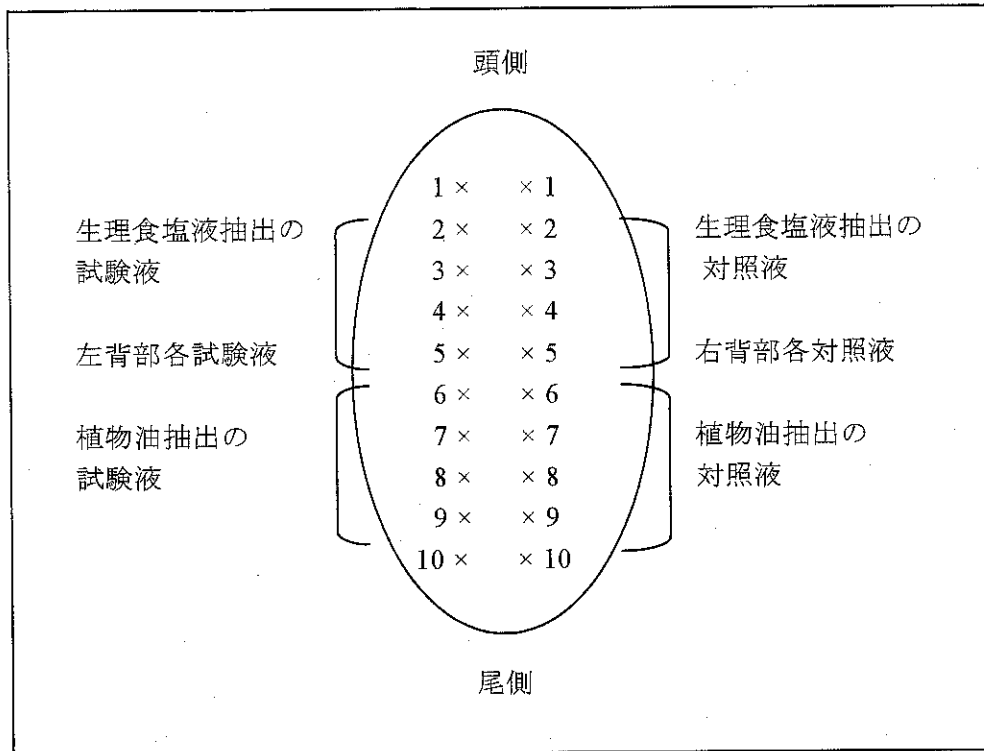 頭側
1 × × 1
生理食塩液抽出の 2 × × 2 生理食塩液抽出の
試験液 3 × × 3 対照液
4 × × 4
左背部各試験液 5 × × 5 右背部各対照液
6 × × 6
植物油抽出の 7 × × 7 植物油抽出の
試験液 8 × × 8 対照液
9 × × 9
10 × × 10
尾側